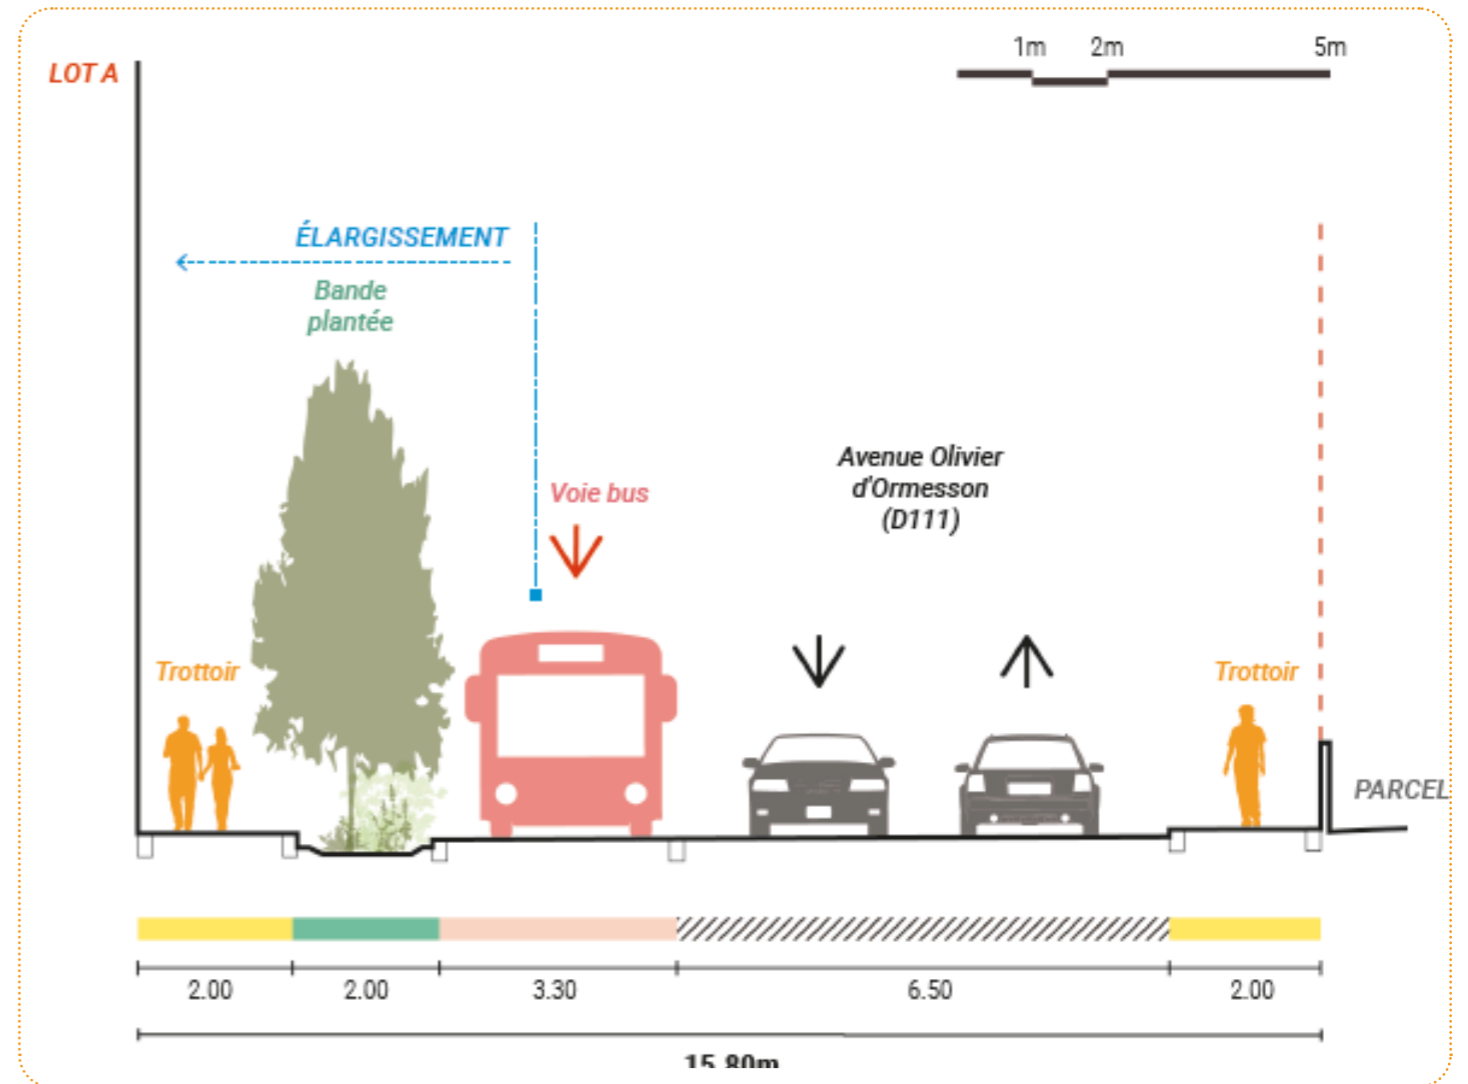 LOT A
1m 2m 5m
ÉLARGISSEMENT
Bande
plantée
Voie bus
Avenue Olivier
d'Ormesson
(D111)
Trottoir
Trottoir
PARCEL
2.00 2.00 3.30 6.50 2.00
15.80m